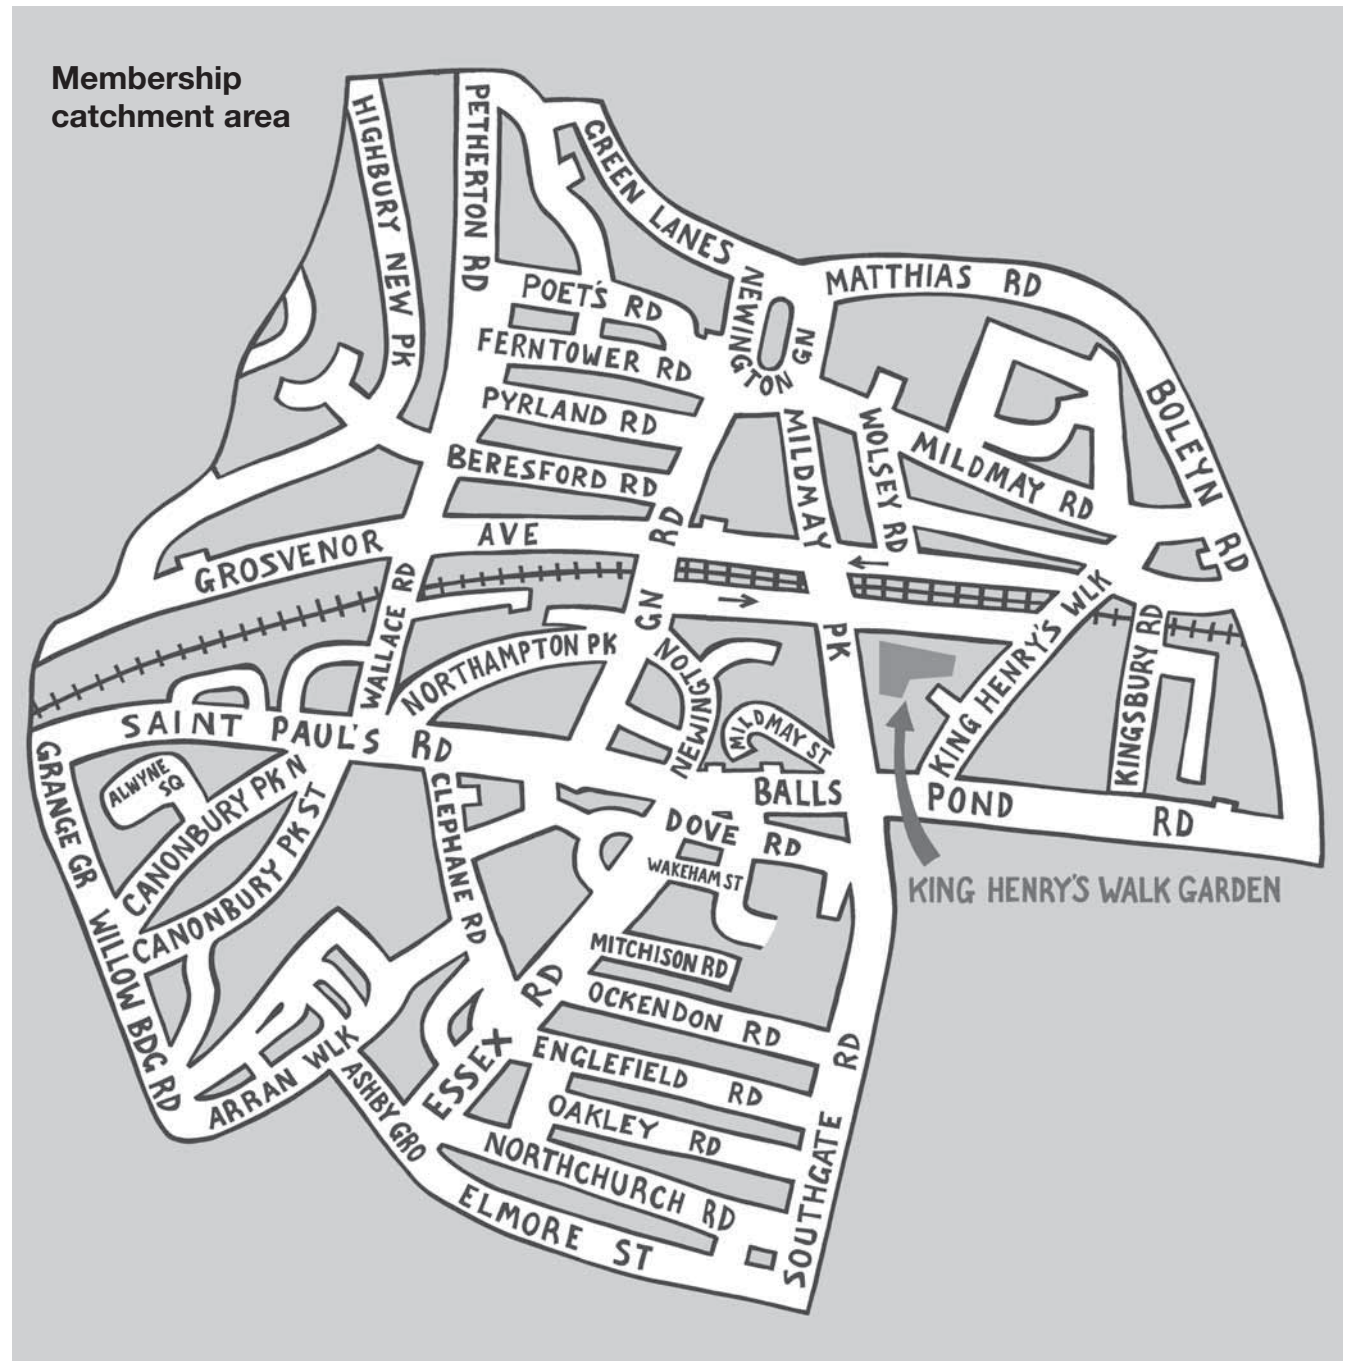 Membership
catchment area
HIGHBURY NEW PK
PETHERTON RD
GREEN LANES
NEWINGTON GN
MATTHIAS RD
POET'S RD
FERNTOWER RD
PYRLAND RD
BERESFORD RD
MILDMAY PK
WOLSEY RD
MILDMAY RD
BOLEYN RD
GROSVENOR AVE
NEWINGTON GN RD
WALLACE RD
NORTHAMPTON PK
KING HENRY'S WLK
KINGSBURY RD
MILDMAY ST
SAINT PAUL'S RD
BALLS POND RD
GRANGE GR
ALWYNE
SQ
CANONBURY PK N
CANONBURY PK ST
CLEPHANE RD
DOVE RD
WAKEHAM ST
KING HENRY'S WALK GARDEN
WILLOW BDG RD
MITCHISON RD
OCKENDON RD
ESSEX RD
ENGLEFIELD RD
ARRAN WLK
ASHBY GRO
OAKLEY RD
NORTHCHURCH RD
SOUTHGATE RD
ELMORE ST